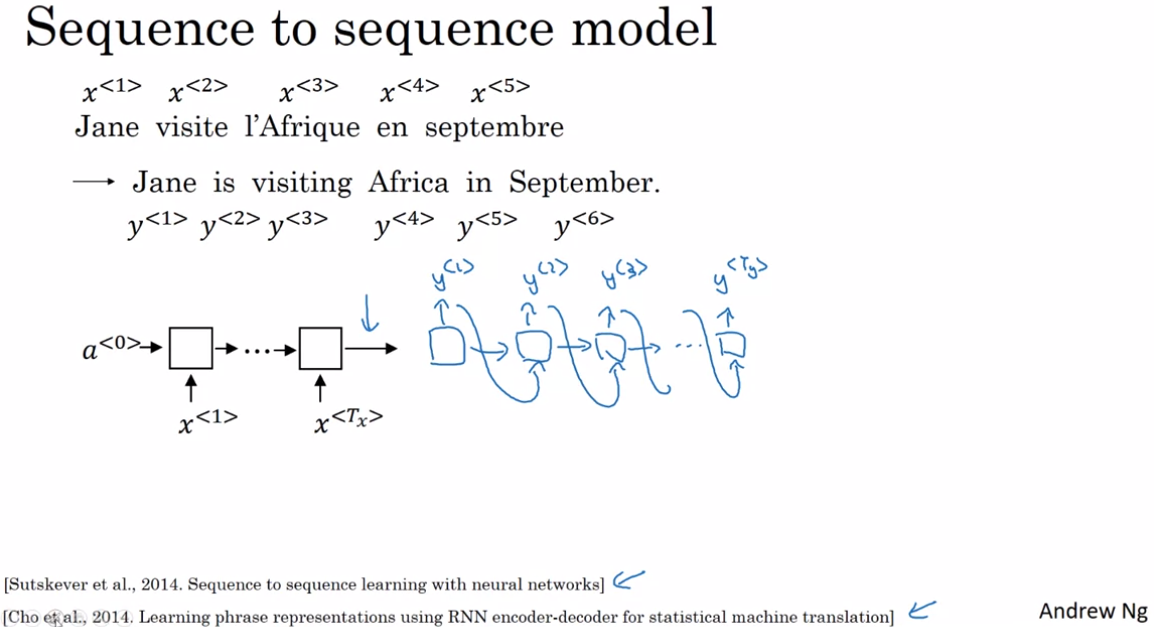 Sequence to sequence model
x<1> x<2> x<3> x<4> x<5>
Jane visite l'Afrique en septembre
→ Jane is visiting Africa in September.
y<1> y<2> y<3> y<4> y<5> y<6>
y<1> y<2> y<3> y<Ty>
a<0> → ... → ...
x<1> x<Tx>
[Sutskever et al., 2014. Sequence to sequence learning with neural networks]
[Cho et al., 2014. Learning phrase representations using RNN encoder-decoder for statistical machine translation]
Andrew Ng